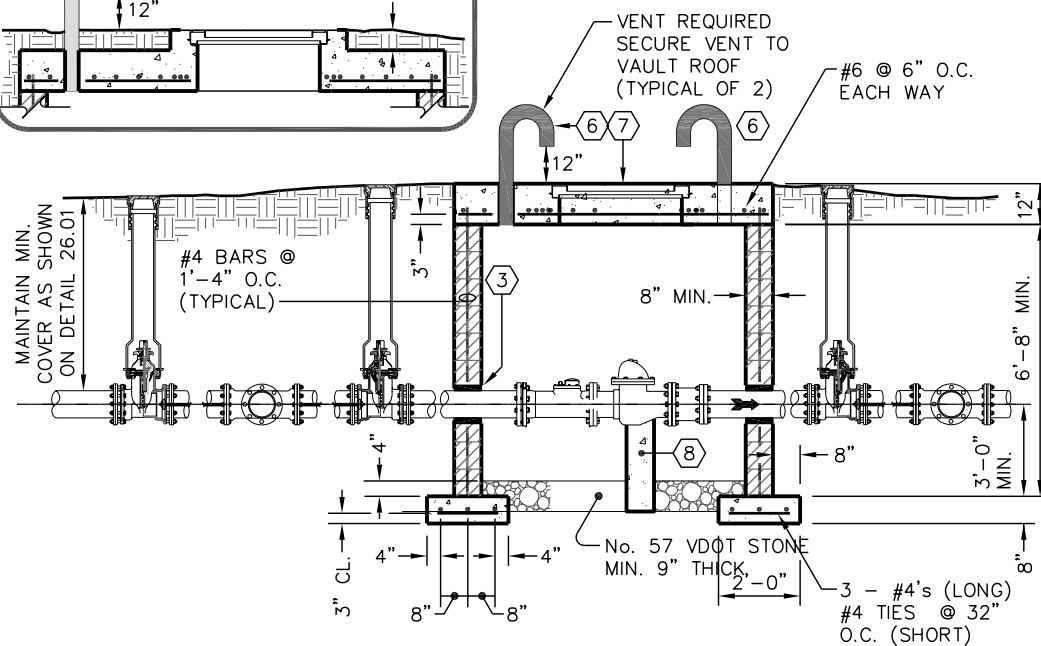 12"
VENT REQUIRED
SECURE VENT TO
VAULT ROOF
(TYPICAL OF 2)
#6 @ 6" O.C.
EACH WAY
6
7
6
12"
12"
MAINTAIN MIN.
COVER AS SHOWN
ON DETAIL 26.01
#4 BARS @
1'-4" O.C.
(TYPICAL)
3"
3
8" MIN.
6'-8" MIN.
4"
8
8"
3'-0"
MIN.
3" CL.
4"
4"
8"
8"
No. 57 VDOT STONE
MIN. 9" THICK
2'-0"
8"
3 - #4's (LONG)
#4 TIES @ 32"
O.C. (SHORT)